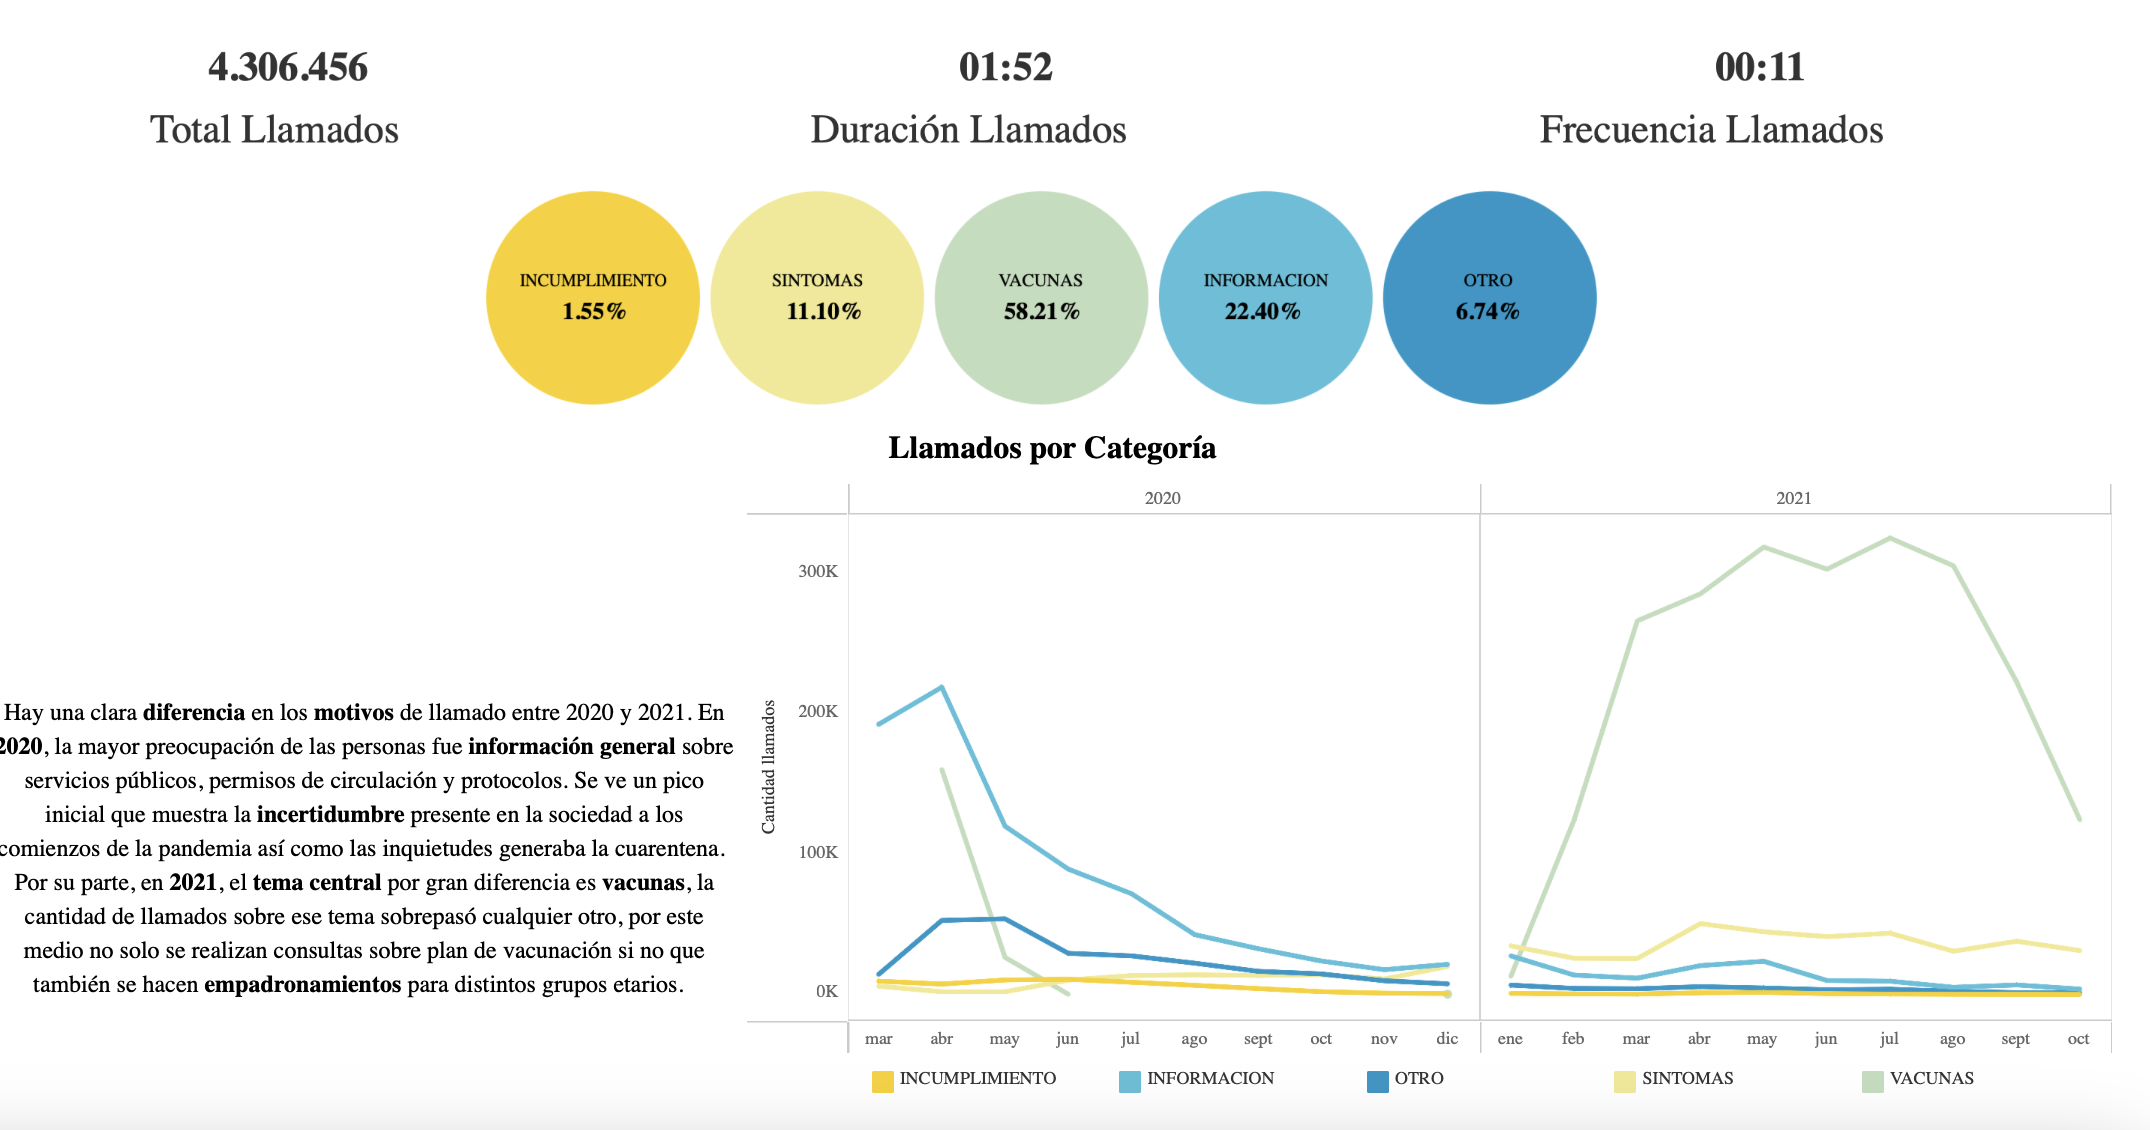 4.306.456
Total Llamados
01:52
Duración Llamados
00:11
Frecuencia Llamados
INCUMPLIMIENTO
1.55%
SINTOMAS
11.10%
VACUNAS
58.21%
INFORMACION
22.40%
OTRO
6.74%
Hay una clara diferencia en los motivos de llamado entre 2020 y 2021. En
2020, la mayor preocupación de las personas fue información general sobre
servicios públicos, permisos de circulación y protocolos. Se ve un pico
inicial que muestra la incertidumbre presente en la sociedad a los
comienzos de la pandemia así como las inquietudes generaba la cuarentena.
Por su parte, en 2021, el tema central por gran diferencia es vacunas, la
cantidad de llamados sobre ese tema sobrepasó cualquier otro, por este
medio no solo se realizan consultas sobre plan de vacunación si no que
también se hacen empadronamientos para distintos grupos etarios.
Llamados por Categoría
2020
2021
Cantidad llamados
300K
200K
100K
0K
mar abr may jun jul ago sept oct nov dic
ene feb mar abr may jun jul ago sept oct
INCUMPLIMIENTO
INFORMACION
OTRO
SINTOMAS
VACUNAS